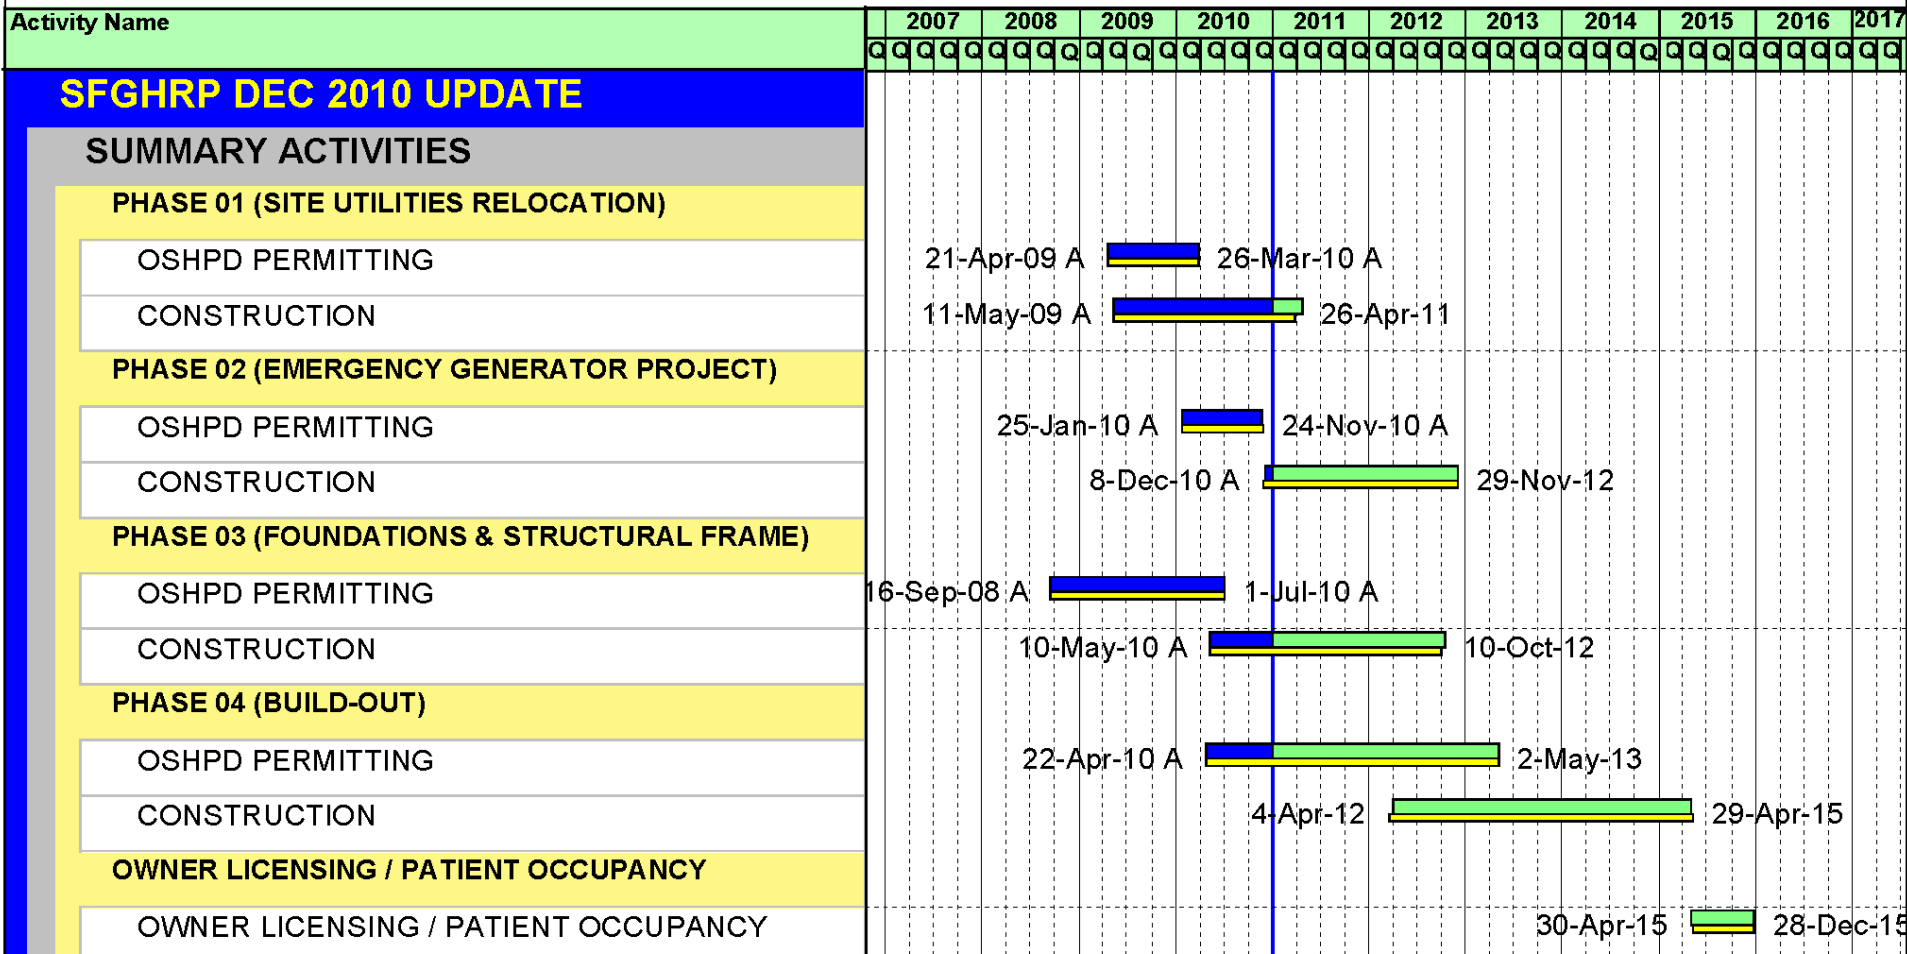 Activity Name 2007 2008 2009 2010 2011 2012 2013 2014 2015 2016 2017
Q Q Q Q Q Q Q Q Q Q Q Q Q Q Q Q Q Q Q Q Q Q Q Q Q Q Q Q Q Q Q Q Q Q Q Q Q Q Q Q Q Q Q
SFGHRP DEC 2010 UPDATE
SUMMARY ACTIVITIES
PHASE 01 (SITE UTILITIES RELOCATION)
OSHPD PERMITTING 21-Apr-09 A 26-Mar-10 A
CONSTRUCTION 11-May-09 A 26-Apr-11
PHASE 02 (EMERGENCY GENERATOR PROJECT)
OSHPD PERMITTING 25-Jan-10 A 24-Nov-10 A
CONSTRUCTION 8-Dec-10 A 29-Nov-12
PHASE 03 (FOUNDATIONS & STRUCTURAL FRAME)
OSHPD PERMITTING 16-Sep-08 A 1-Jul-10 A
CONSTRUCTION 10-May-10 A 10-Oct-12
PHASE 04 (BUILD-OUT)
OSHPD PERMITTING 22-Apr-10 A 2-May-13
CONSTRUCTION 4-Apr-12 29-Apr-15
OWNER LICENSING / PATIENT OCCUPANCY
OWNER LICENSING / PATIENT OCCUPANCY 30-Apr-15 28-Dec-15